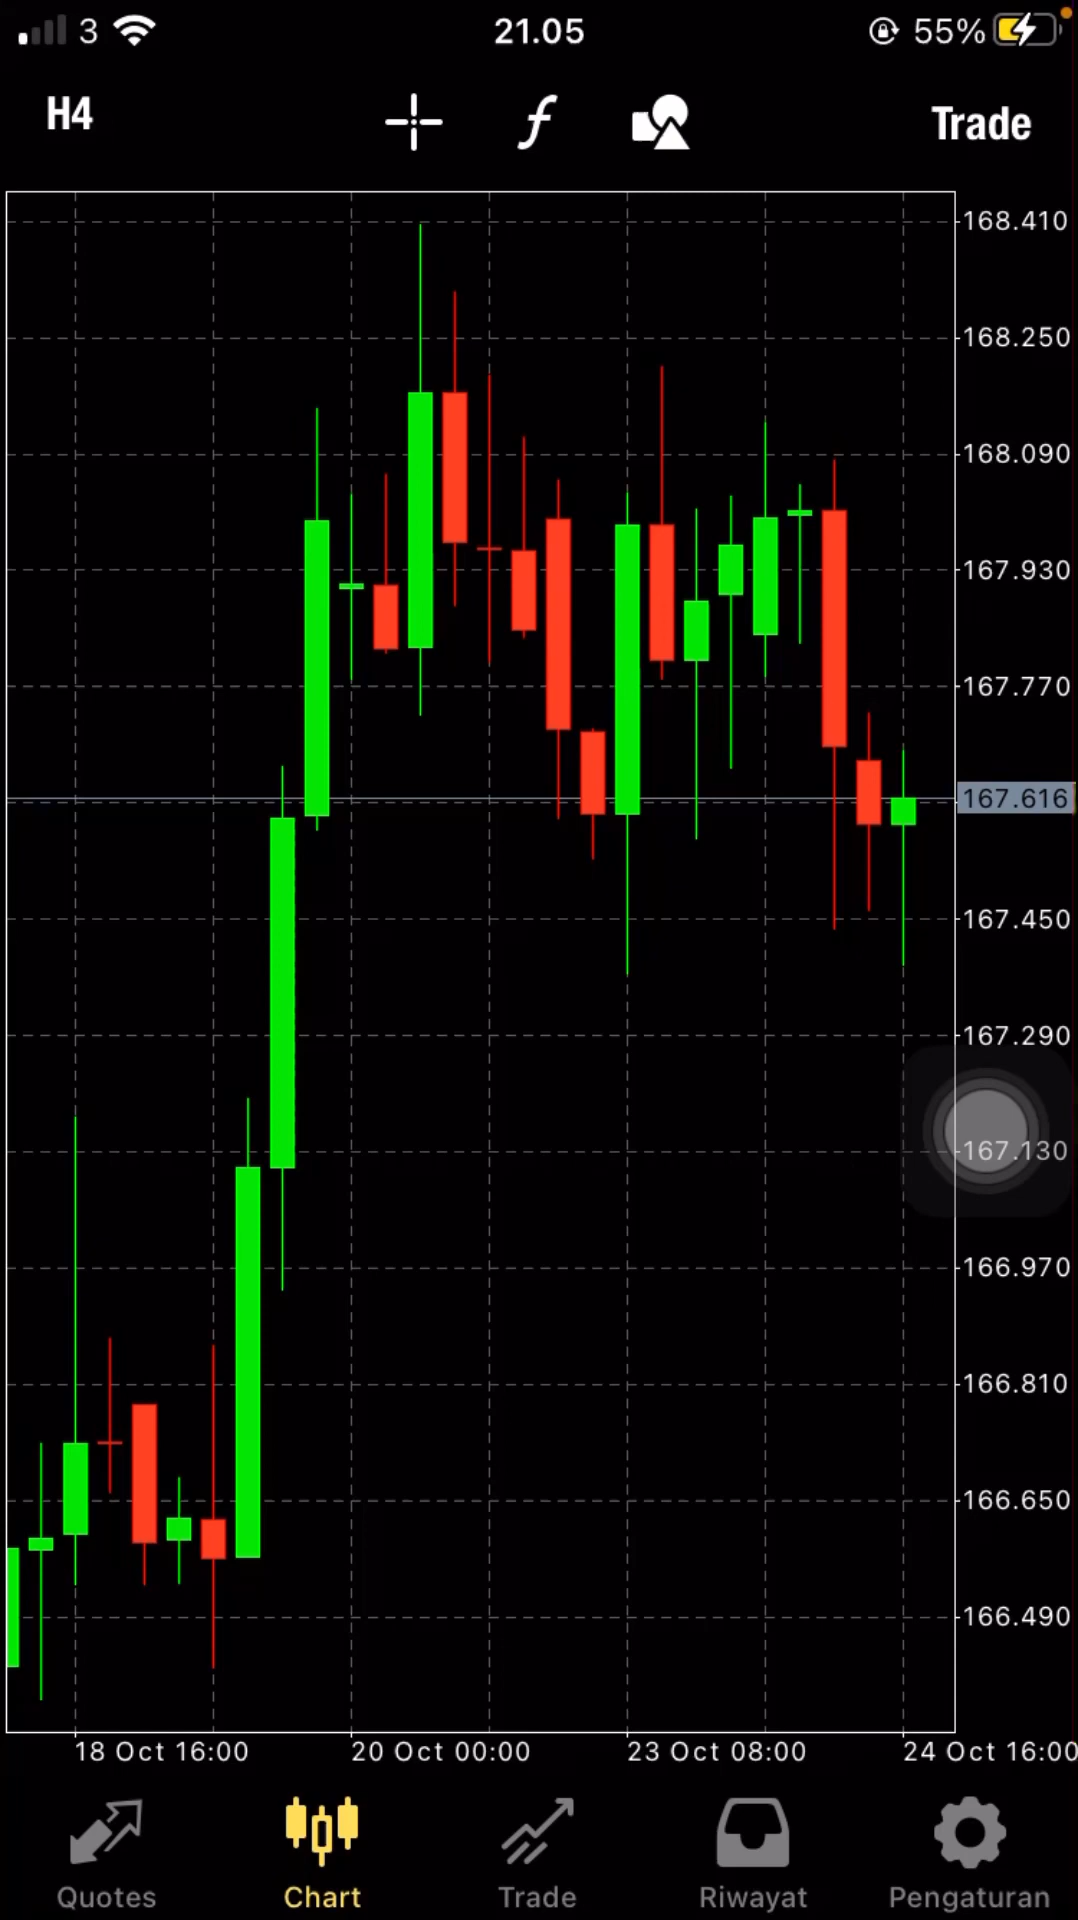 3
21.05
55%
H4
f
Trade
168.410
168.250
168.090
167.930
167.770
167.616
167.450
167.290
167.130
166.970
166.810
166.650
166.490
18 Oct 16:00
20 Oct 00:00
23 Oct 08:00
24 Oct 16:00
Quotes
Chart
Trade
Riwayat
Pengaturan